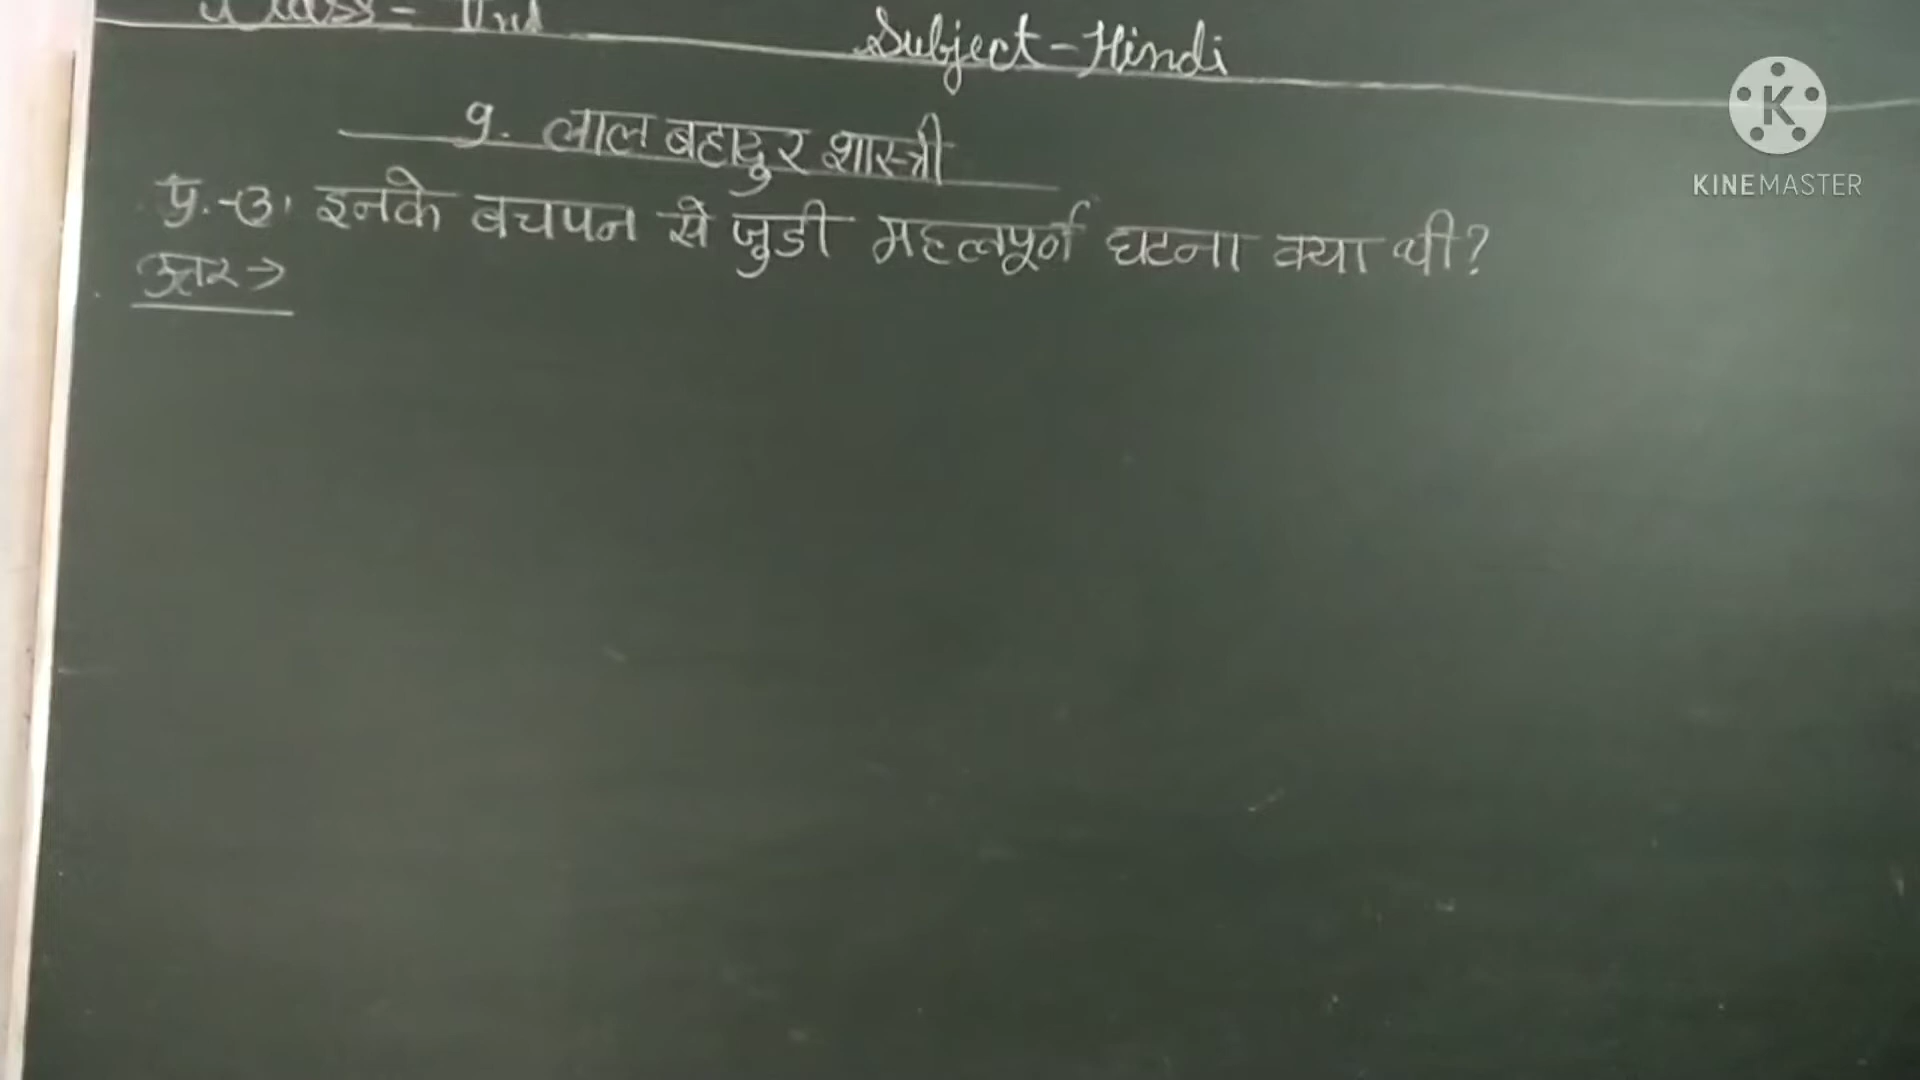 Class - IInd
Subject - Hindi
9. लाल बहादुर शास्त्री
प्र.-3. इनके बचपन से जुडी महत्वपूर्न घटना क्या थी?
उत्तर →
K
KINEMASTER